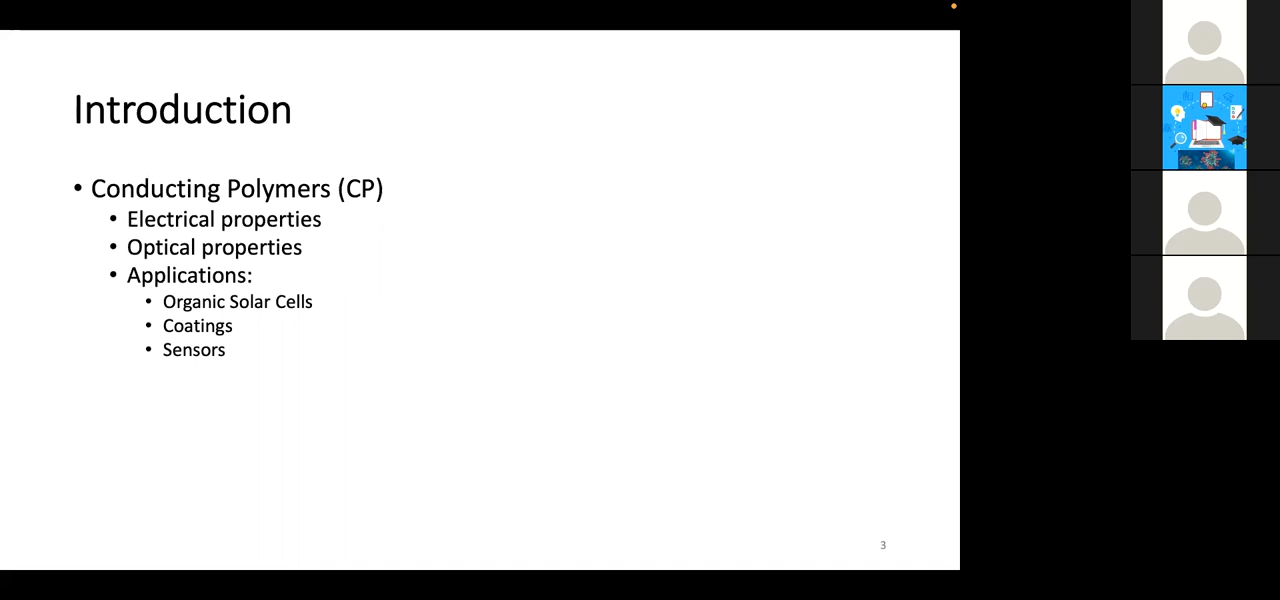 Introduction
• Conducting Polymers (CP)
• Electrical properties
• Optical properties
• Applications:
• Organic Solar Cells
• Coatings
• Sensors
3